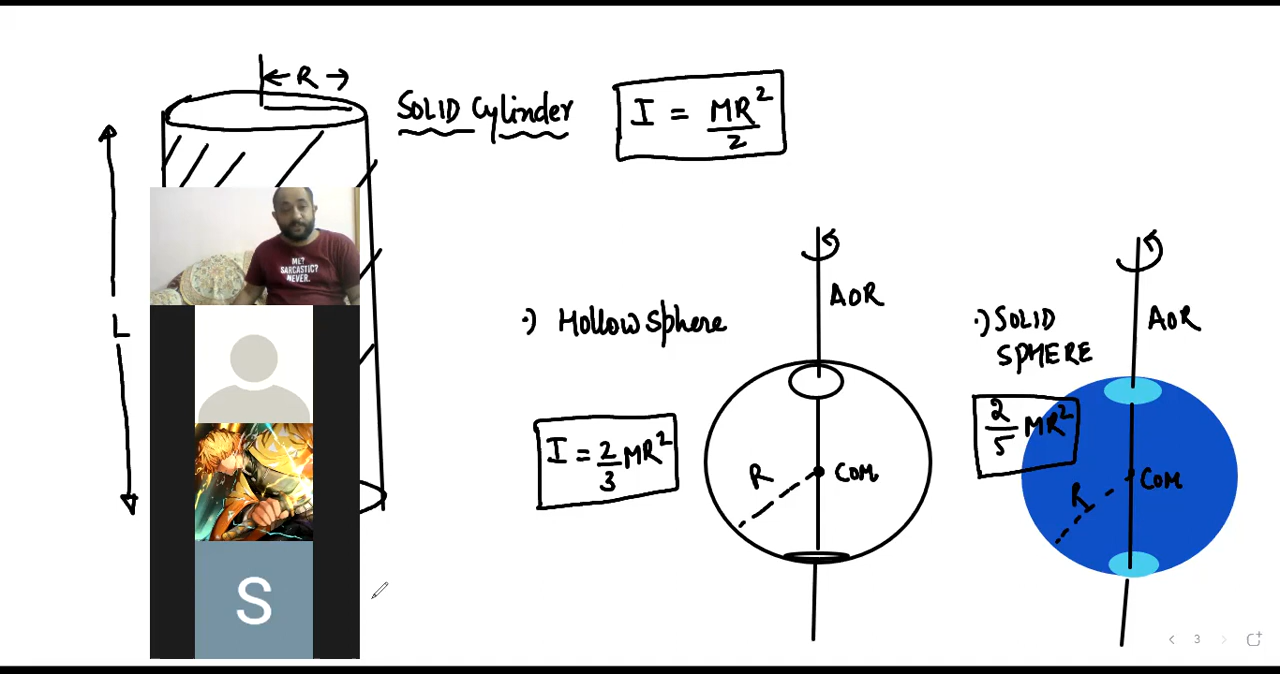 R
SOLID Cylinder
I = MR²/2
L
ME?
SARCASTIC?
NEVER.
S
·) Hollow Sphere
I = 2/3 MR²
AOR
R
COM
·) SOLID
SPHERE
2/5 MR²
AOR
R
COM
3